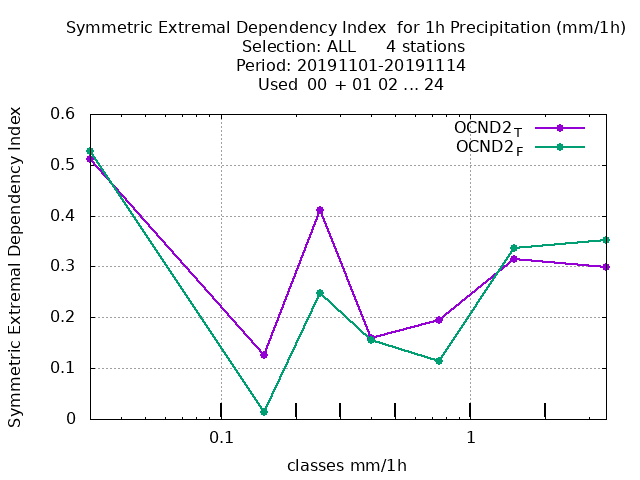 Symmetric Extremal Dependency Index  for 1h Precipitation (mm/1h)
Selection: ALL      4 stations
Period: 20191101-20191114
Used  00  + 01 02 ... 24
Symmetric Extremal Dependency Index
0.6
0.5
0.4
0.3
0.2
0.1
0
OCND2T
OCND2F
0.1 1
classes mm/1h